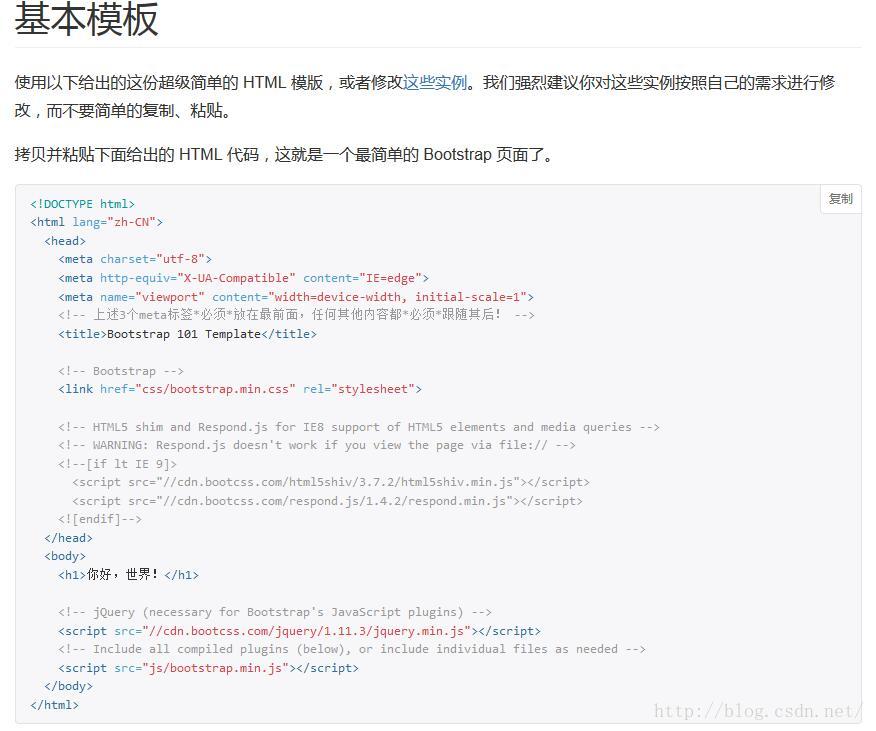 基本模板
使用以下给出的这份超级简单的 HTML 模版，或者修改这些实例。我们强烈建议你对这些实例按照自己的需求进行修
改，而不要简单的复制、粘贴。
拷贝并粘贴下面给出的 HTML 代码，这就是一个最简单的 Bootstrap 页面了。
复制
<!DOCTYPE html>
<html lang="zh-CN">
  <head>
    <meta charset="utf-8">
    <meta http-equiv="X-UA-Compatible" content="IE=edge">
    <meta name="viewport" content="width=device-width, initial-scale=1">
    <!-- 上述3个meta标签*必须*放在最前面，任何其他内容都*必须*跟随其后！ -->
    <title>Bootstrap 101 Template</title>

    <!-- Bootstrap -->
    <link href="css/bootstrap.min.css" rel="stylesheet">

    <!-- HTML5 shim and Respond.js for IE8 support of HTML5 elements and media queries -->
    <!-- WARNING: Respond.js doesn't work if you view the page via file:// -->
    <!--[if lt IE 9]>
      <script src="//cdn.bootcss.com/html5shiv/3.7.2/html5shiv.min.js"></script>
      <script src="//cdn.bootcss.com/respond.js/1.4.2/respond.min.js"></script>
    <![endif]-->
  </head>
  <body>
    <h1>你好，世界！</h1>

    <!-- jQuery (necessary for Bootstrap's JavaScript plugins) -->
    <script src="//cdn.bootcss.com/jquery/1.11.3/jquery.min.js"></script>
    <!-- Include all compiled plugins (below), or include individual files as needed -->
    <script src="js/bootstrap.min.js"></script>
  </body>
</html>
http://blog.csdn.net/